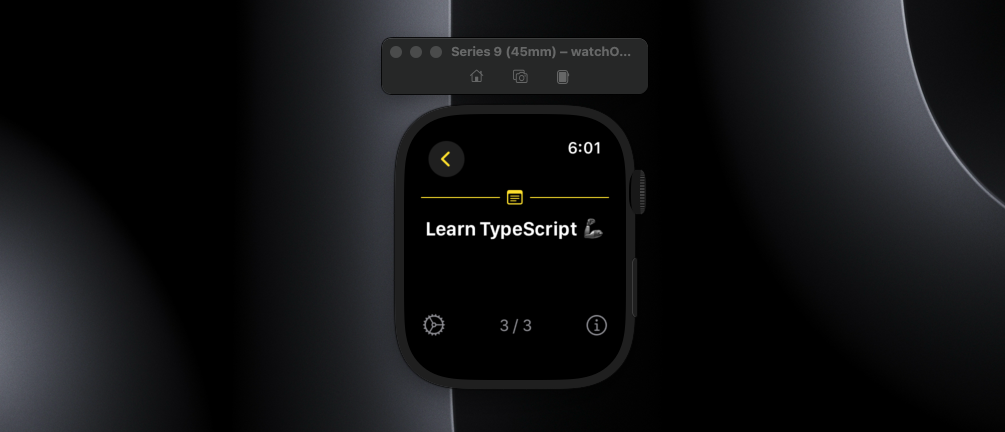 Series 9 (45mm) – watchO...
6:01
Learn TypeScript 🦾
3 / 3